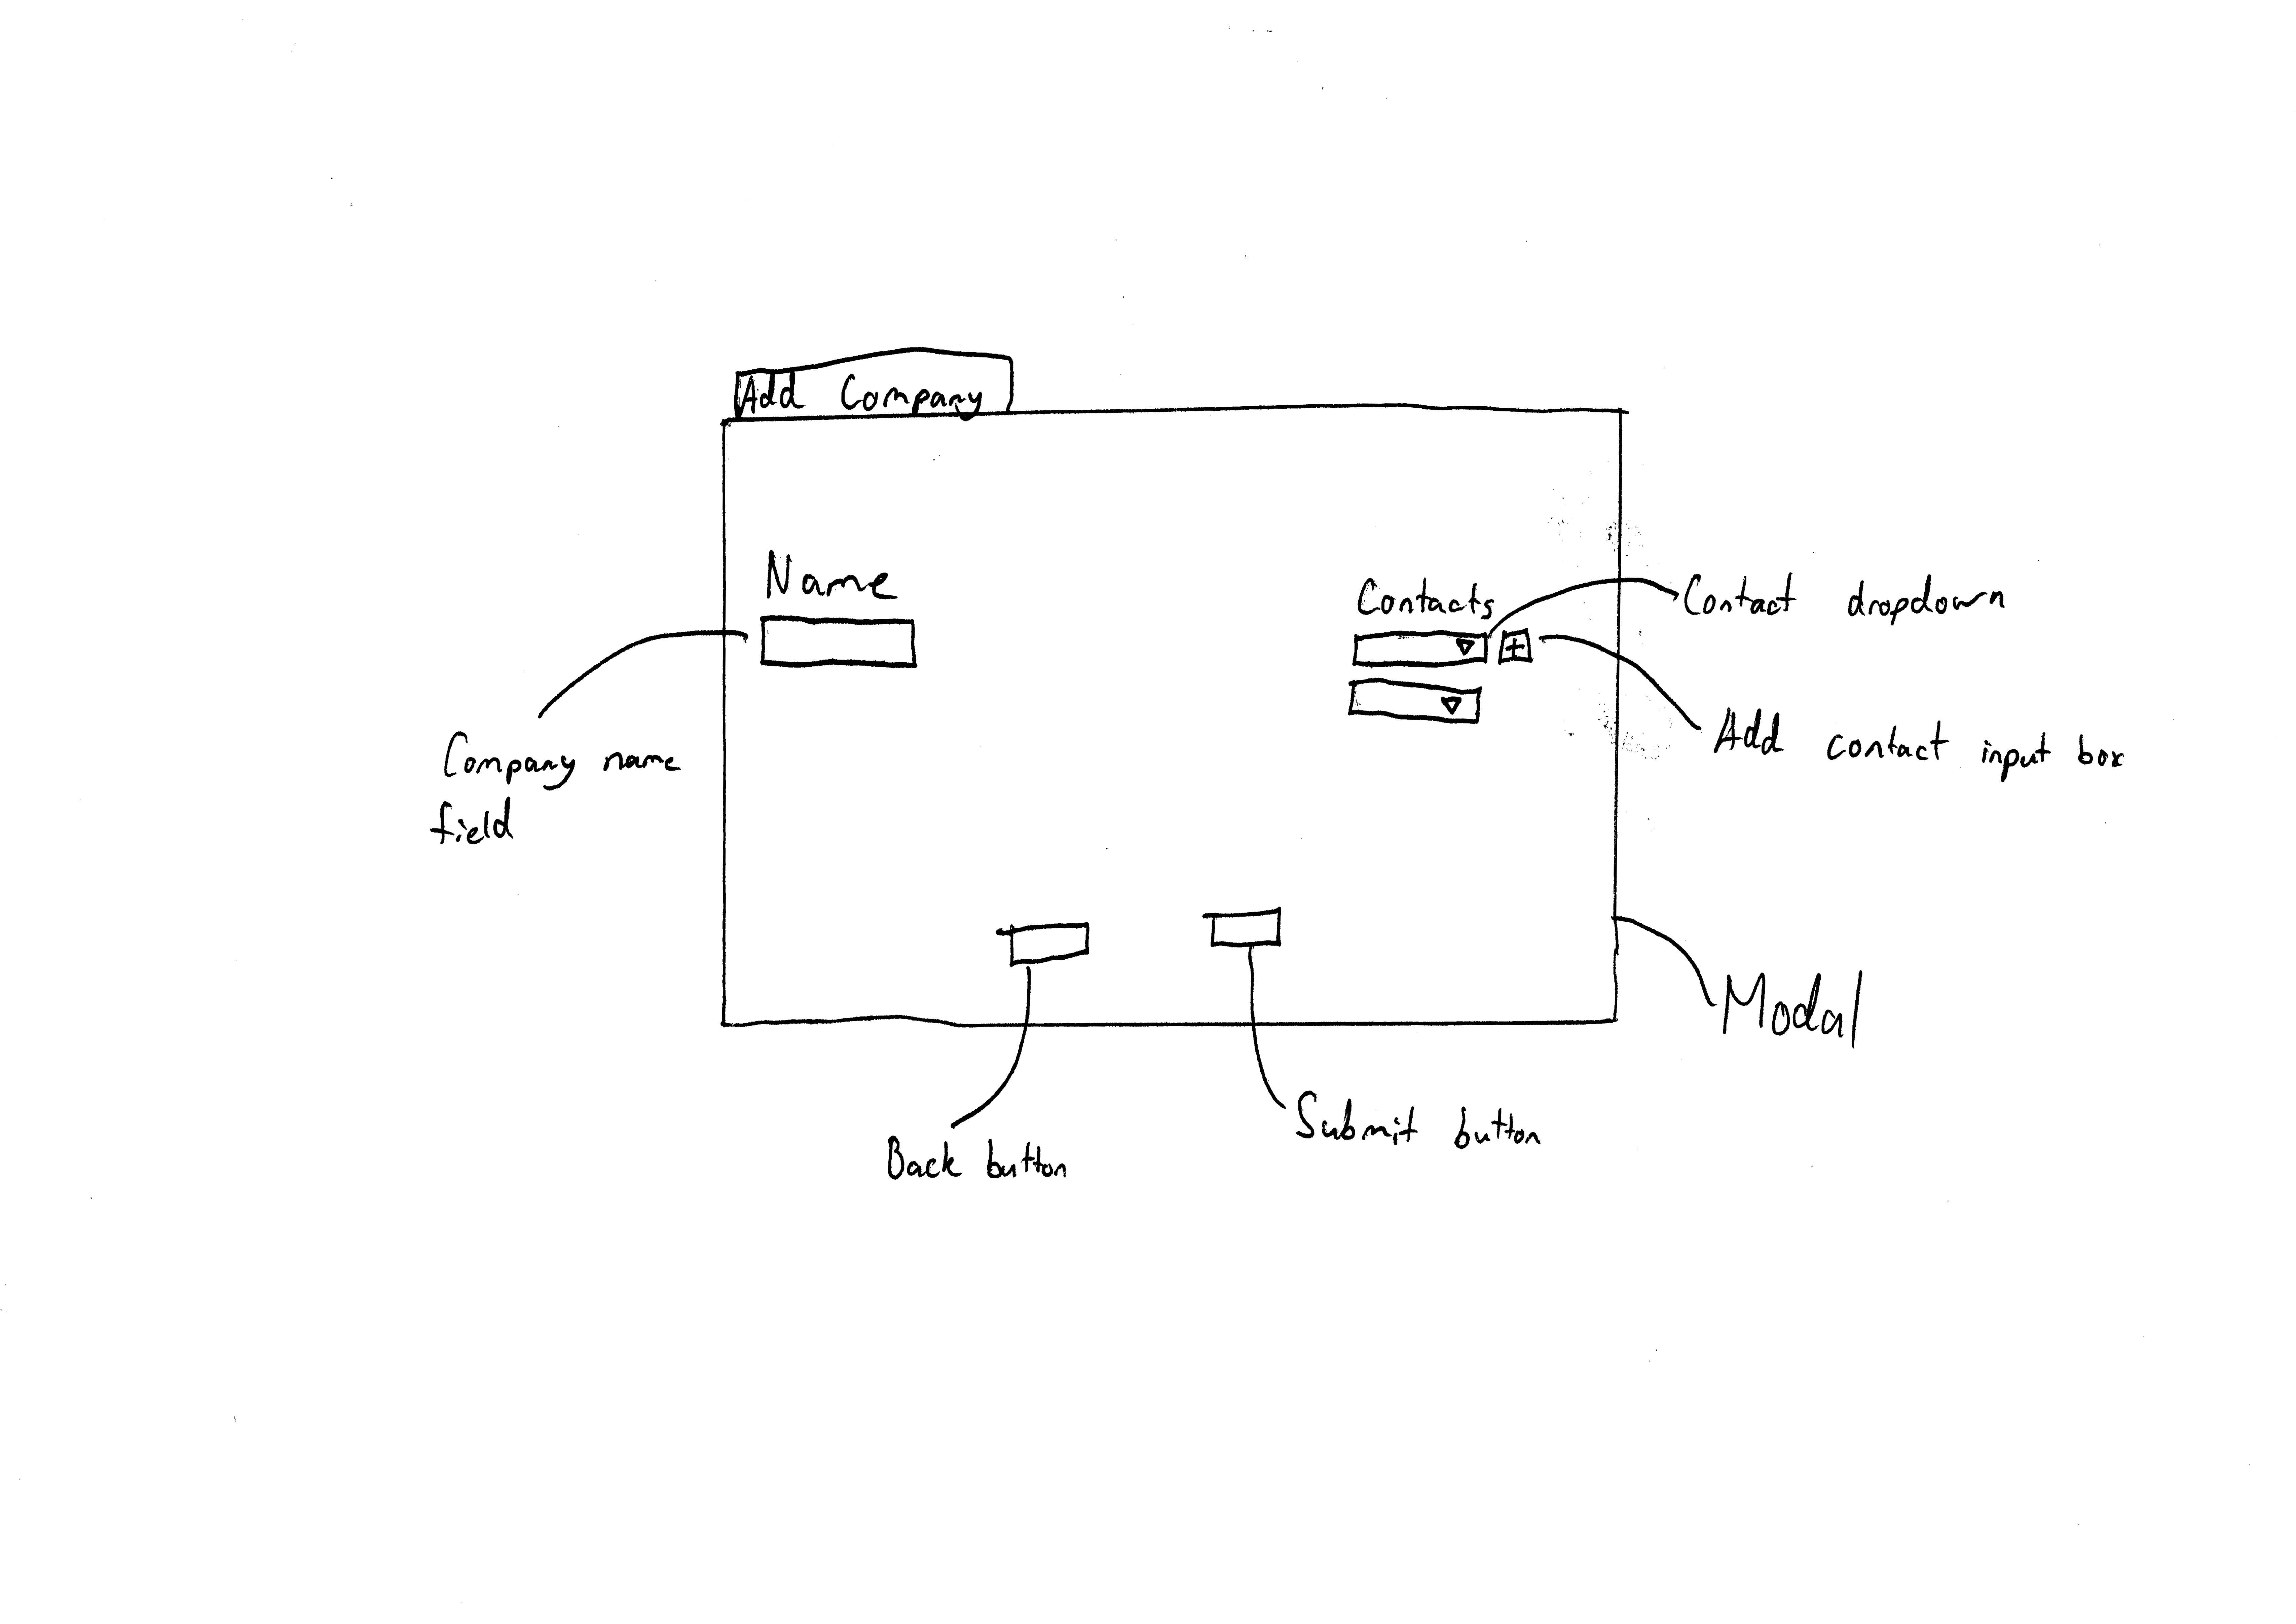 Add Company
Name
Contacts
Contact dropdown
Add contact input box
Company name
field
Modal
Submit button
Back button